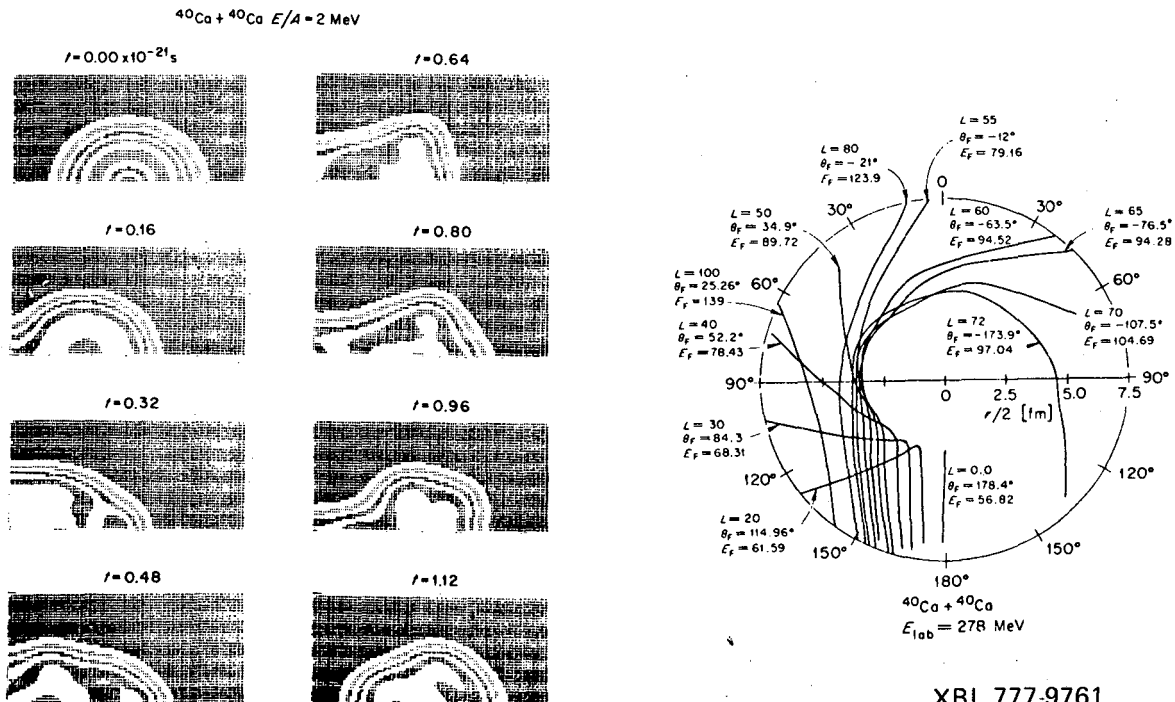 ⁴⁰Ca + ⁴⁰Ca E/A = 2 MeV
t = 0.00 x 10⁻²¹s
t = 0.64
t = 0.16
t = 0.80
t = 0.32
t = 0.96
t = 0.48
t = 1.12
L = 55
θF = −12°
EF = 79.16
L = 80
θF = − 21°
EF = 123.9
0
L = 50
θF = 34.9°
EF = 89.72
30°
L = 60
θF = −63.5°
EF = 94.52
30°
L = 65
θF = −76.5°
EF = 94.28
L = 100
θF = 25.26°
EF = 139
60°
60°
L = 40
θF = 52.2°
EF = 78.43
L = 72
θF = −173.9°
EF = 97.04
L = 70
θF = −107.5°
EF = 104.69
90°
90°
0 2.5 5.0 7.5
r/2 [fm]
L = 30
θF = 84.3
EF = 68.31
120°
L = 0.0
θF = 178.4°
EF = 56.82
120°
L = 20
θF = 114.96°
EF = 61.59
150°
150°
180°
⁴⁰Ca + ⁴⁰Ca
Elab = 278 MeV
XBL 777-9761